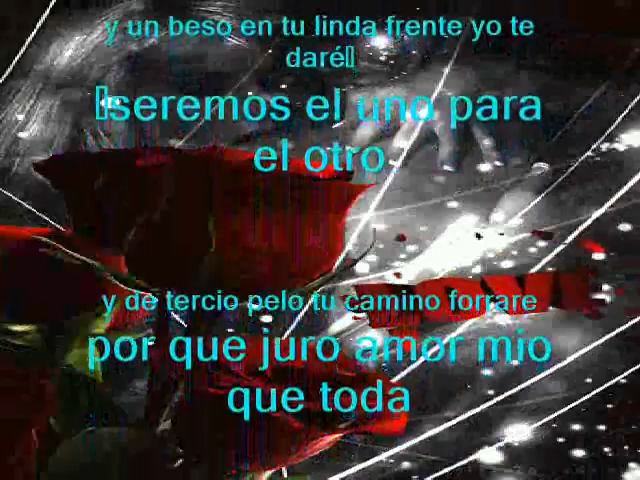 y un beso en tu linda frente yo te
daré
seremos el uno para
el otro
y de tercio pelo tu camino forrare
por que juro amor mio
que toda